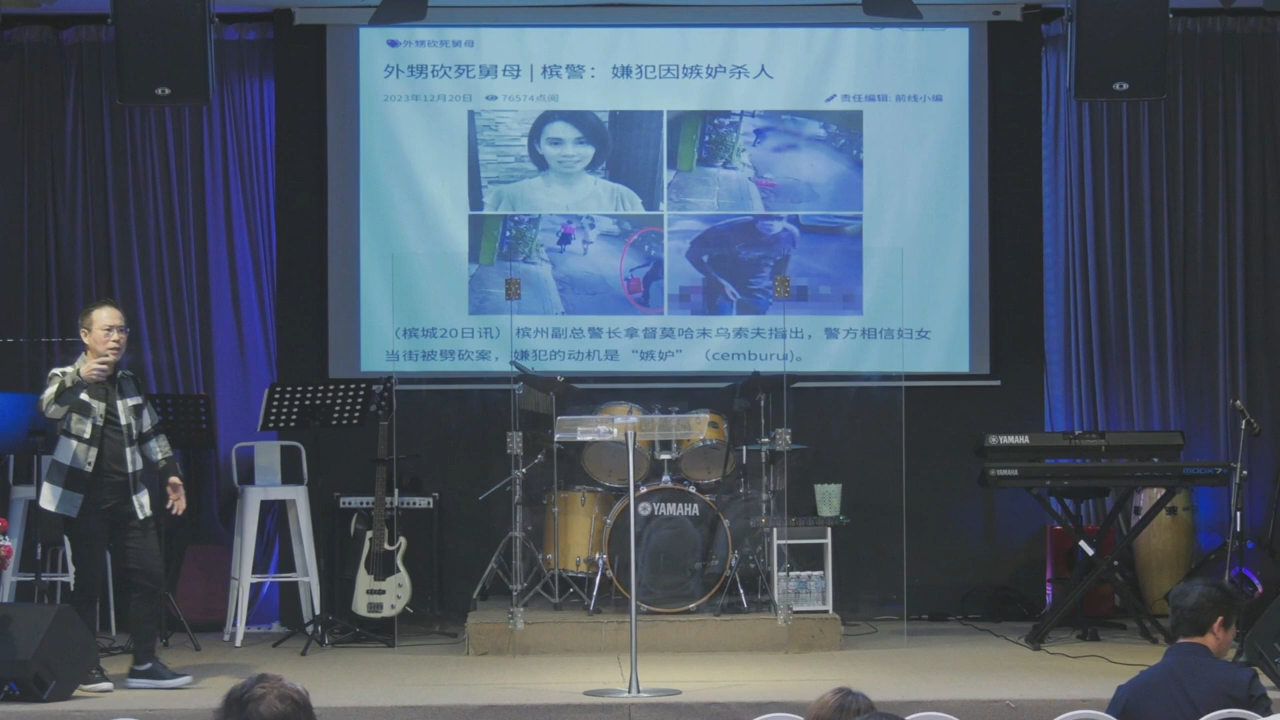 外甥砍死舅母
外甥砍死舅母 | 槟警：嫌犯因嫉妒杀人
2023年12月20日 76574点阅 责任编辑: 前线小编
（槟城20日讯） 槟州副总警长拿督莫哈末乌索夫指出，警方相信妇女
当街被劈砍案，嫌犯的动机是“嫉妒”（cemburu)。
YAMAHA
YAMAHA
YAMAHA
MODX7